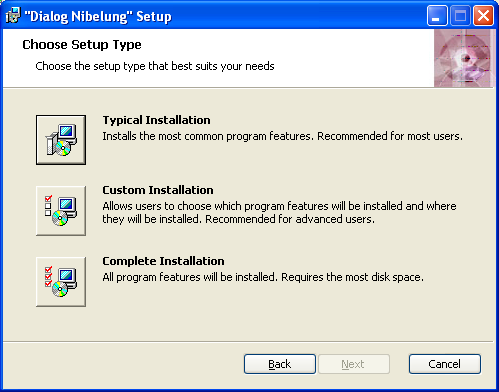 "Dialog Nibelung" Setup
Choose Setup Type
Choose the setup type that best suits your needs
Typical Installation
Installs the most common program features. Recommended for most users.
Custom Installation
Allows users to choose which program features will be installed and where
they will be installed. Recommended for advanced users.
Complete Installation
All program features will be installed. Requires the most disk space.
Back
Next
Cancel